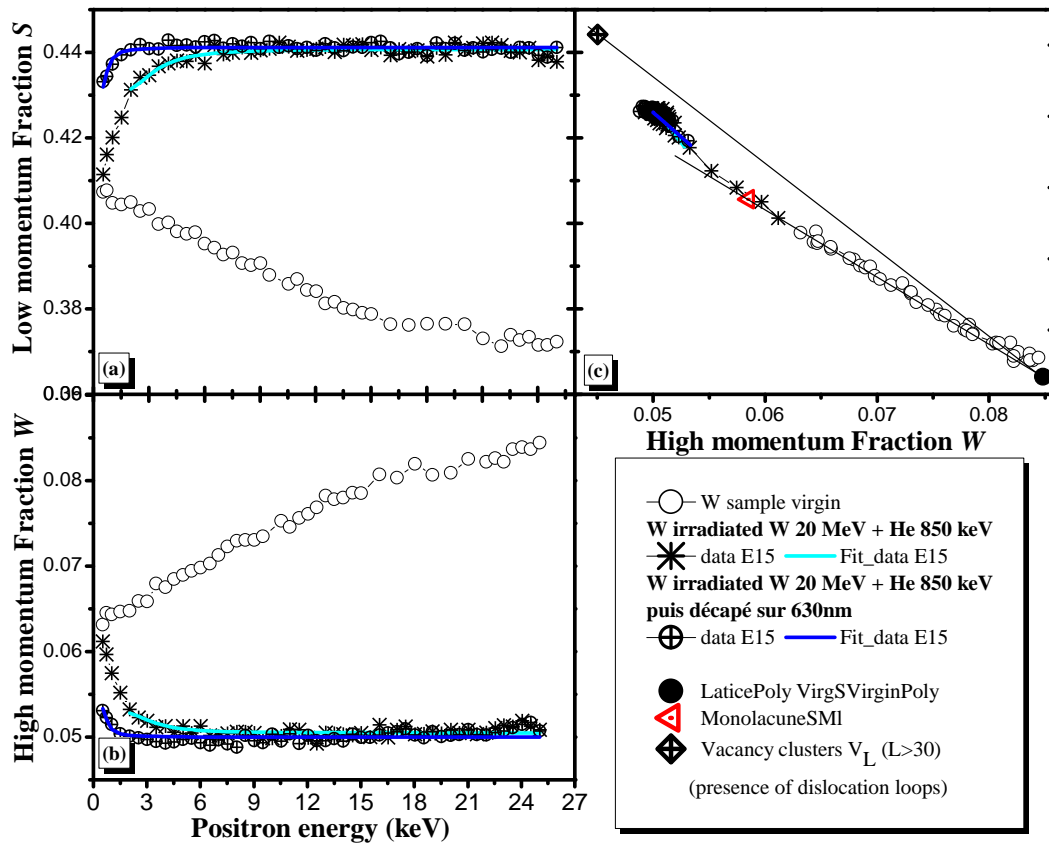 Low momentum Fraction S
0.44
0.42
0.40
0.38
0.36
(a)
(c)
0.05 0.06 0.07 0.08
High momentum Fraction W
High momentum Fraction W
0.08
0.07
0.06
0.05
(b)
0 3 6 9 12 15 18 21 24 27
Positron energy (keV)
W sample virgin
W irradiated W 20 MeV + He 850 keV
data E15 Fit_data E15
W irradiated W 20 MeV + He 850 keV
puis décapé sur 630nm
data E15 Fit_data E15
LaticePoly VirgSVirginPoly
MonolacuneSMl
Vacancy clusters V_L (L>30)
(presence of dislocation loops)